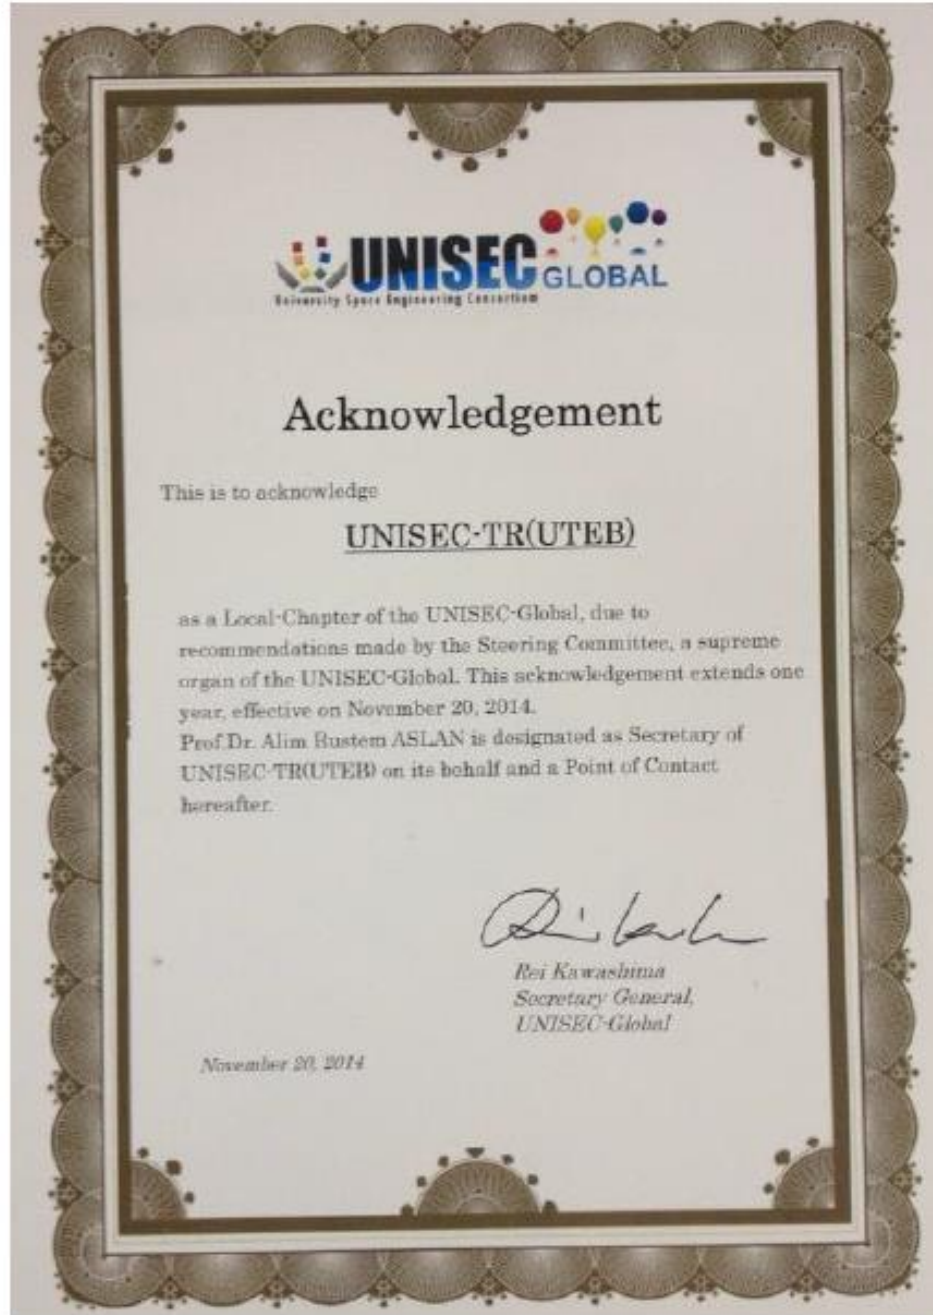 UNISEC GLOBAL
University Space Engineering Consortium
Acknowledgement
This is to acknowledge
UNISEC-TR(UTEB)
as a Local-Chapter of the UNISEC-Global, due to
recommendations made by the Steering Committee, a supreme
organ of the UNISEC-Global. This acknowledgement extends one
year, effective on November 20, 2014.
Prof.Dr. Alim Rustem ASLAN is designated as Secretary of
UNISEC-TR(UTEB) on its behalf and a Point of Contact
hereafter.
Rei Kawashima
Secretary General,
UNISEC-Global
November 20, 2014